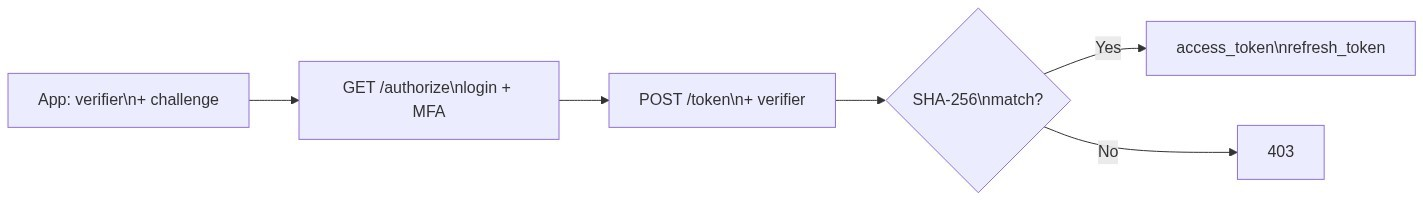 App: verifier\n+ challenge
GET /authorize\nlogin +
MFA
POST /token\n+ verifier
SHA-256\nmatch?
Yes
access_token\nrefresh_token
No
403